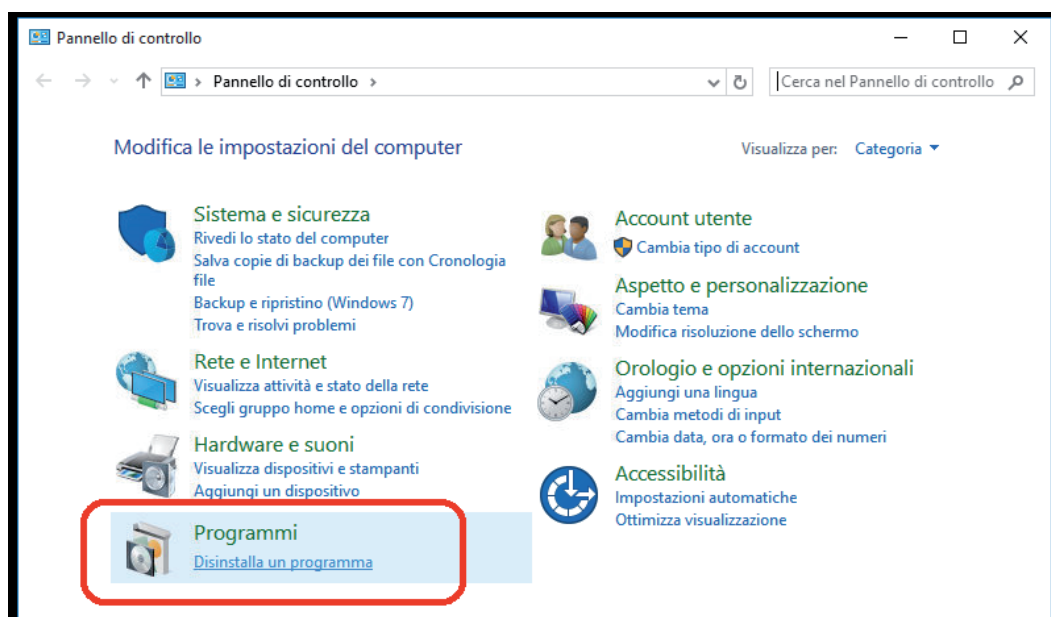 Pannello di controllo
Pannello di controllo
Cerca nel Pannello di controllo
Modifica le impostazioni del computer
Visualizza per: Categoria
Sistema e sicurezza
Rivedi lo stato del computer
Salva copie di backup dei file con Cronologia
file
Backup e ripristino (Windows 7)
Trova e risolvi problemi
Rete e Internet
Visualizza attività e stato della rete
Scegli gruppo home e opzioni di condivisione
Hardware e suoni
Visualizza dispositivi e stampanti
Aggiungi un dispositivo
Programmi
Disinstalla un programma
Account utente
Cambia tipo di account
Aspetto e personalizzazione
Cambia tema
Modifica risoluzione dello schermo
Orologio e opzioni internazionali
Aggiungi una lingua
Cambia metodi di input
Cambia data, ora o formato dei numeri
Accessibilità
Impostazioni automatiche
Ottimizza visualizzazione